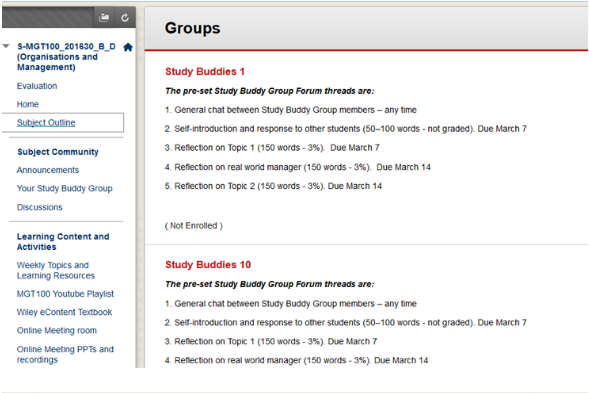 S-MGT100_201630_B_D
(Organisations and
Management)
Evaluation
Home
Subject Outline
Subject Community
Announcements
Your Study Buddy Group
Discussions
Learning Content and
Activities
Weekly Topics and
Learning Resources
MGT100 Youtube Playlist
Wiley eContent Textbook
Online Meeting room
Online Meeting PPTs and
recordings
Groups
Study Buddies 1
The pre-set Study Buddy Group Forum threads are:
1. General chat between Study Buddy Group members – any time
2. Self-introduction and response to other students (50–100 words - not graded). Due March 7
3. Reflection on Topic 1 (150 words - 3%).  Due March 7
4. Reflection on real world manager (150 words - 3%).  Due March 14
5. Reflection on Topic 2 (150 words - 3%). Due March 14
( Not Enrolled )
Study Buddies 10
The pre-set Study Buddy Group Forum threads are:
1. General chat between Study Buddy Group members – any time
2. Self-introduction and response to other students (50–100 words - not graded). Due March 7
3. Reflection on Topic 1 (150 words - 3%). Due March 7
4. Reflection on real world manager (150 words - 3%). Due March 14